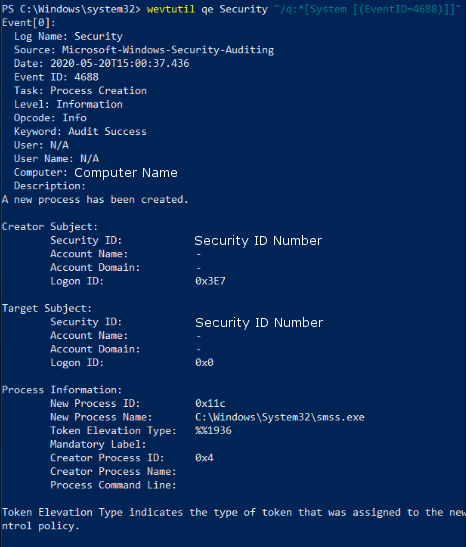 PS C:\Windows\system32> wevtutil qe Security "/q:*[System [(EventID=4688)]]"
Event[0]:
Log Name: Security
Source: Microsoft-Windows-Security-Auditing
Date: 2020-05-20T15:00:37.436
Event ID: 4688
Task: Process Creation
Level: Information
Opcode: Info
Keyword: Audit Success
User: N/A
User Name: N/A
Computer: Computer Name
Description:
A new process has been created.
Creator Subject:
Security ID: Security ID Number
Account Name: -
Account Domain: -
Logon ID: 0x3E7
Target Subject:
Security ID: Security ID Number
Account Name: -
Account Domain: -
Logon ID: 0x0
Process Information:
New Process ID: 0x11c
New Process Name: C:\Windows\System32\smss.exe
Token Elevation Type: %%1936
Mandatory Label:
Creator Process ID: 0x4
Creator Process Name:
Process Command Line:
Token Elevation Type indicates the type of token that was assigned to the new
ntrol policy.